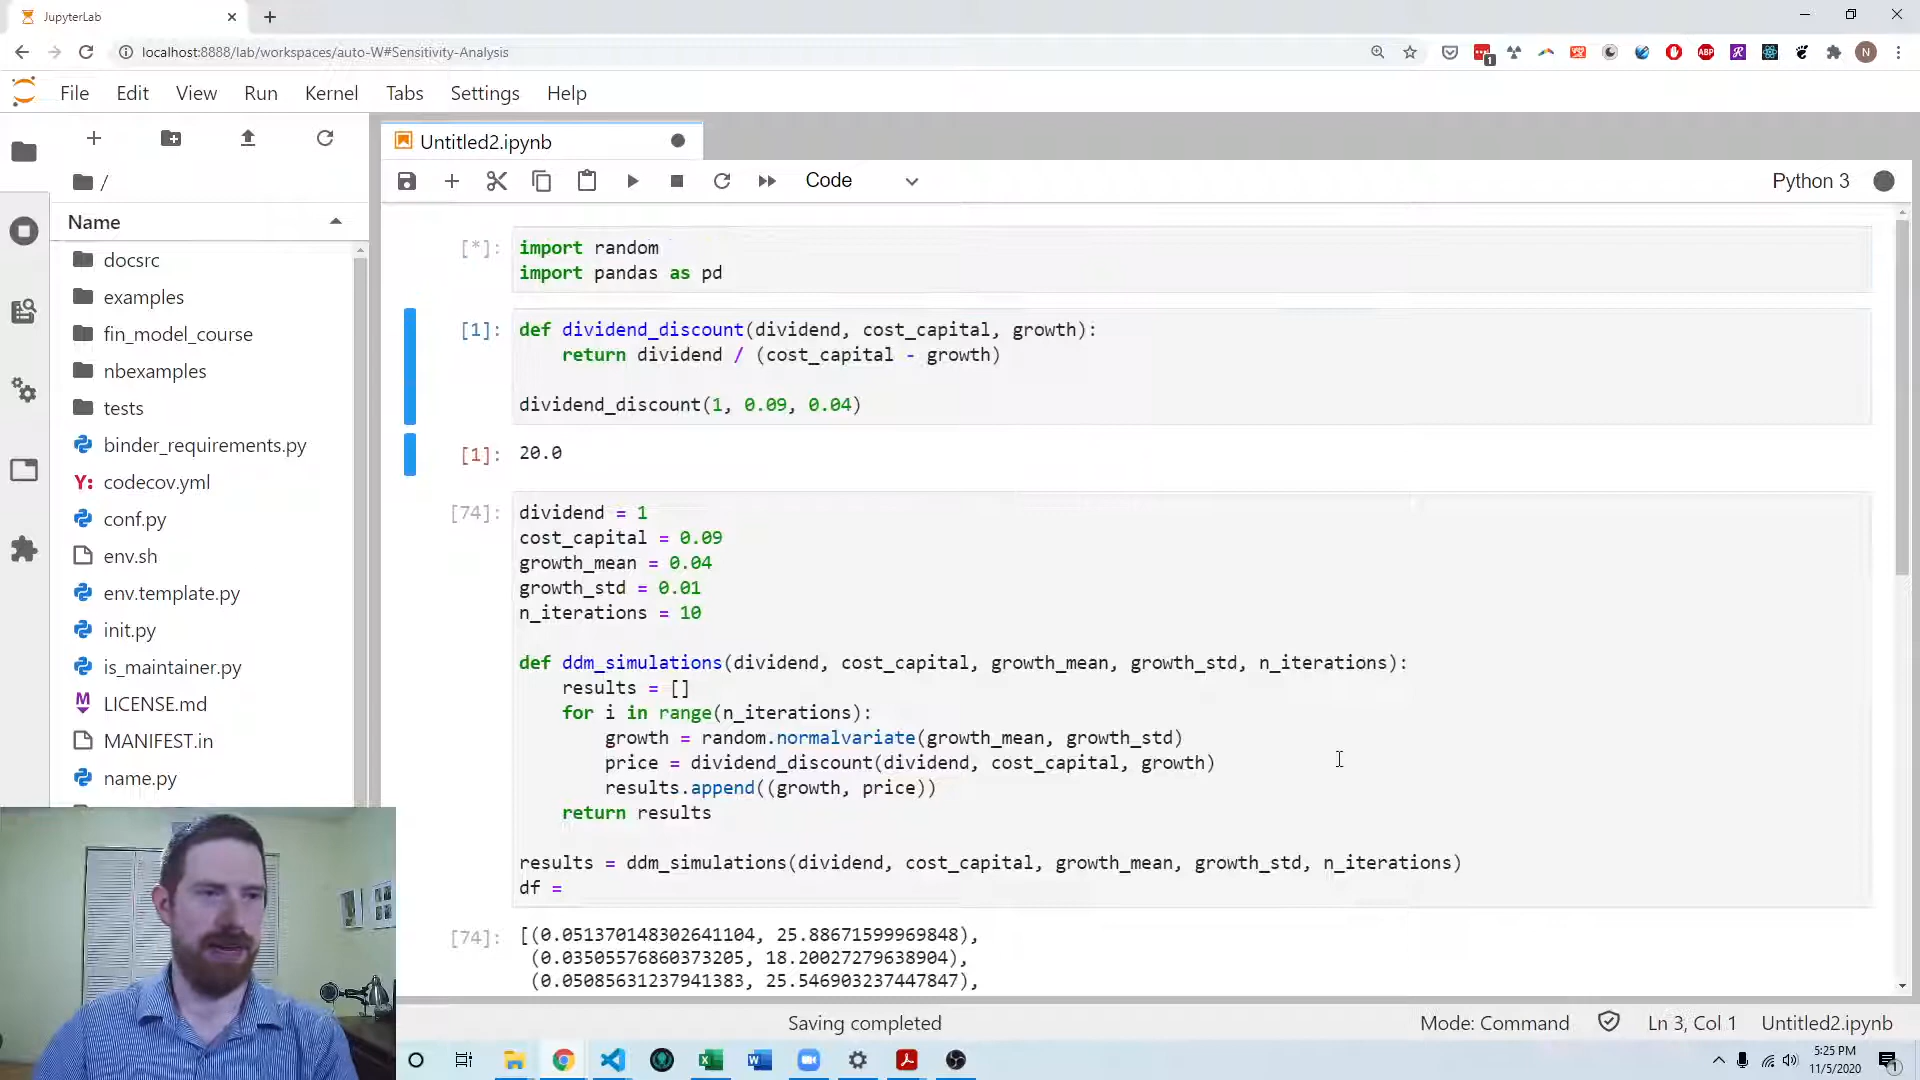 JupyterLab
localhost:8888/lab/workspaces/auto-W#Sensitivity-Analysis
1
ABP
R
N
File Edit View Run Kernel Tabs Settings Help
Untitled2.ipynb
Code
Python 3
/
Name
docsrc
examples
fin_model_course
nbexamples
tests
binder_requirements.py
Y: codecov.yml
conf.py
env.sh
env.template.py
init.py
is_maintainer.py
LICENSE.md
MANIFEST.in
name.py
[*]: import random
import pandas as pd
[1]: def dividend_discount(dividend, cost_capital, growth):
return dividend / (cost_capital - growth)
dividend_discount(1, 0.09, 0.04)
[1]: 20.0
[74]: dividend = 1
cost_capital = 0.09
growth_mean = 0.04
growth_std = 0.01
n_iterations = 10
def ddm_simulations(dividend, cost_capital, growth_mean, growth_std, n_iterations):
results = []
for i in range(n_iterations):
growth = random.normalvariate(growth_mean, growth_std)
price = dividend_discount(dividend, cost_capital, growth)
results.append((growth, price))
return results
results = ddm_simulations(dividend, cost_capital, growth_mean, growth_std, n_iterations)
df =
[74]: [(0.051370148302641104, 25.88671599969848),
(0.03505576860373205, 18.20027279638904),
(0.05085631237941383, 25.546903237447847),
Saving completed
Mode: Command
Ln 3, Col 1
Untitled2.ipynb
5:25 PM
11/5/2020
1